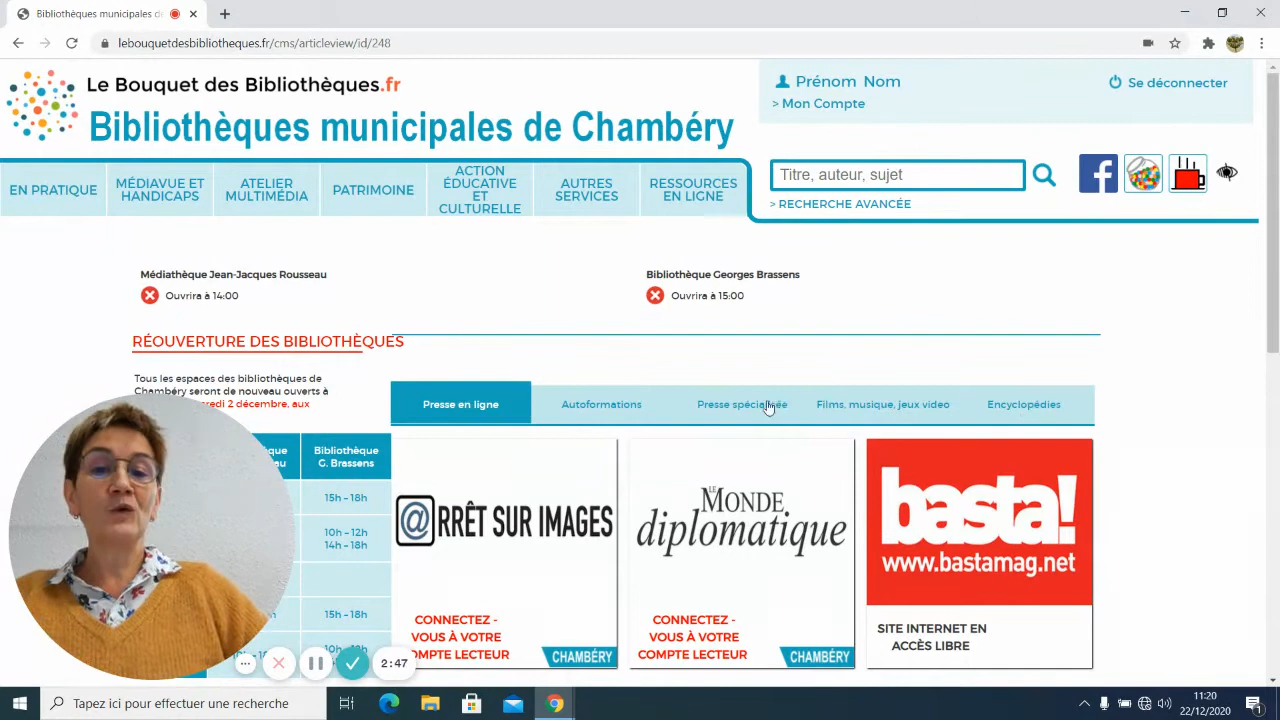 Bibliothèques municipales de
lebouquetdesbibliotheques.fr/cms/articleview/id/248
Le Bouquet des Bibliothèques.fr
Bibliothèques municipales de Chambéry
Prénom Nom
> Mon Compte
Se déconnecter
EN PRATIQUE
MÉDIAVUE ET
HANDICAPS
ATELIER
MULTIMÉDIA
PATRIMOINE
ACTION
ÉDUCATIVE
ET
CULTURELLE
AUTRES
SERVICES
RESSOURCES
EN LIGNE
Titre, auteur, sujet
> RECHERCHE AVANCÉE
Médiathèque Jean-Jacques Rousseau
Ouvrira à 14:00
Bibliothèque Georges Brassens
Ouvrira à 15:00
RÉOUVERTURE DES BIBLIOTHÈQUES
Tous les espaces des bibliothèques de
Chambéry seront de nouveau ouverts à
2 décembre, aux
Bibliothèque
G. Brassens
15h - 18h
10h - 12h
14h - 18h
15h - 18h
Presse en ligne
Autoformations
Presse spécialisée
Films, musique, jeux video
Encyclopédies
@RRÊT SUR IMAGES
CONNECTEZ -
VOUS À VOTRE
COMPTE LECTEUR
CHAMBÉRY
LE MONDE
diplomatique
CONNECTEZ -
VOUS À VOTRE
COMPTE LECTEUR
CHAMBÉRY
basta!
www.bastamag.net
SITE INTERNET EN
ACCÈS LIBRE
2:47
Tapez ici pour effectuer une recherche
11:20
22/12/2020